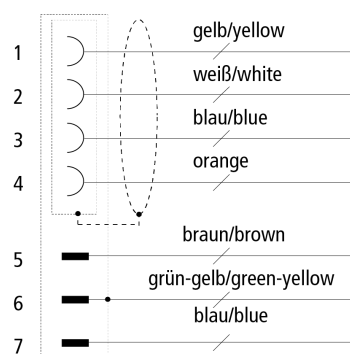 1 gelb/yellow
2 weiß/white
3 blau/blue
4 orange
5 braun/brown
6 grün-gelb/green-yellow
7 blau/blue